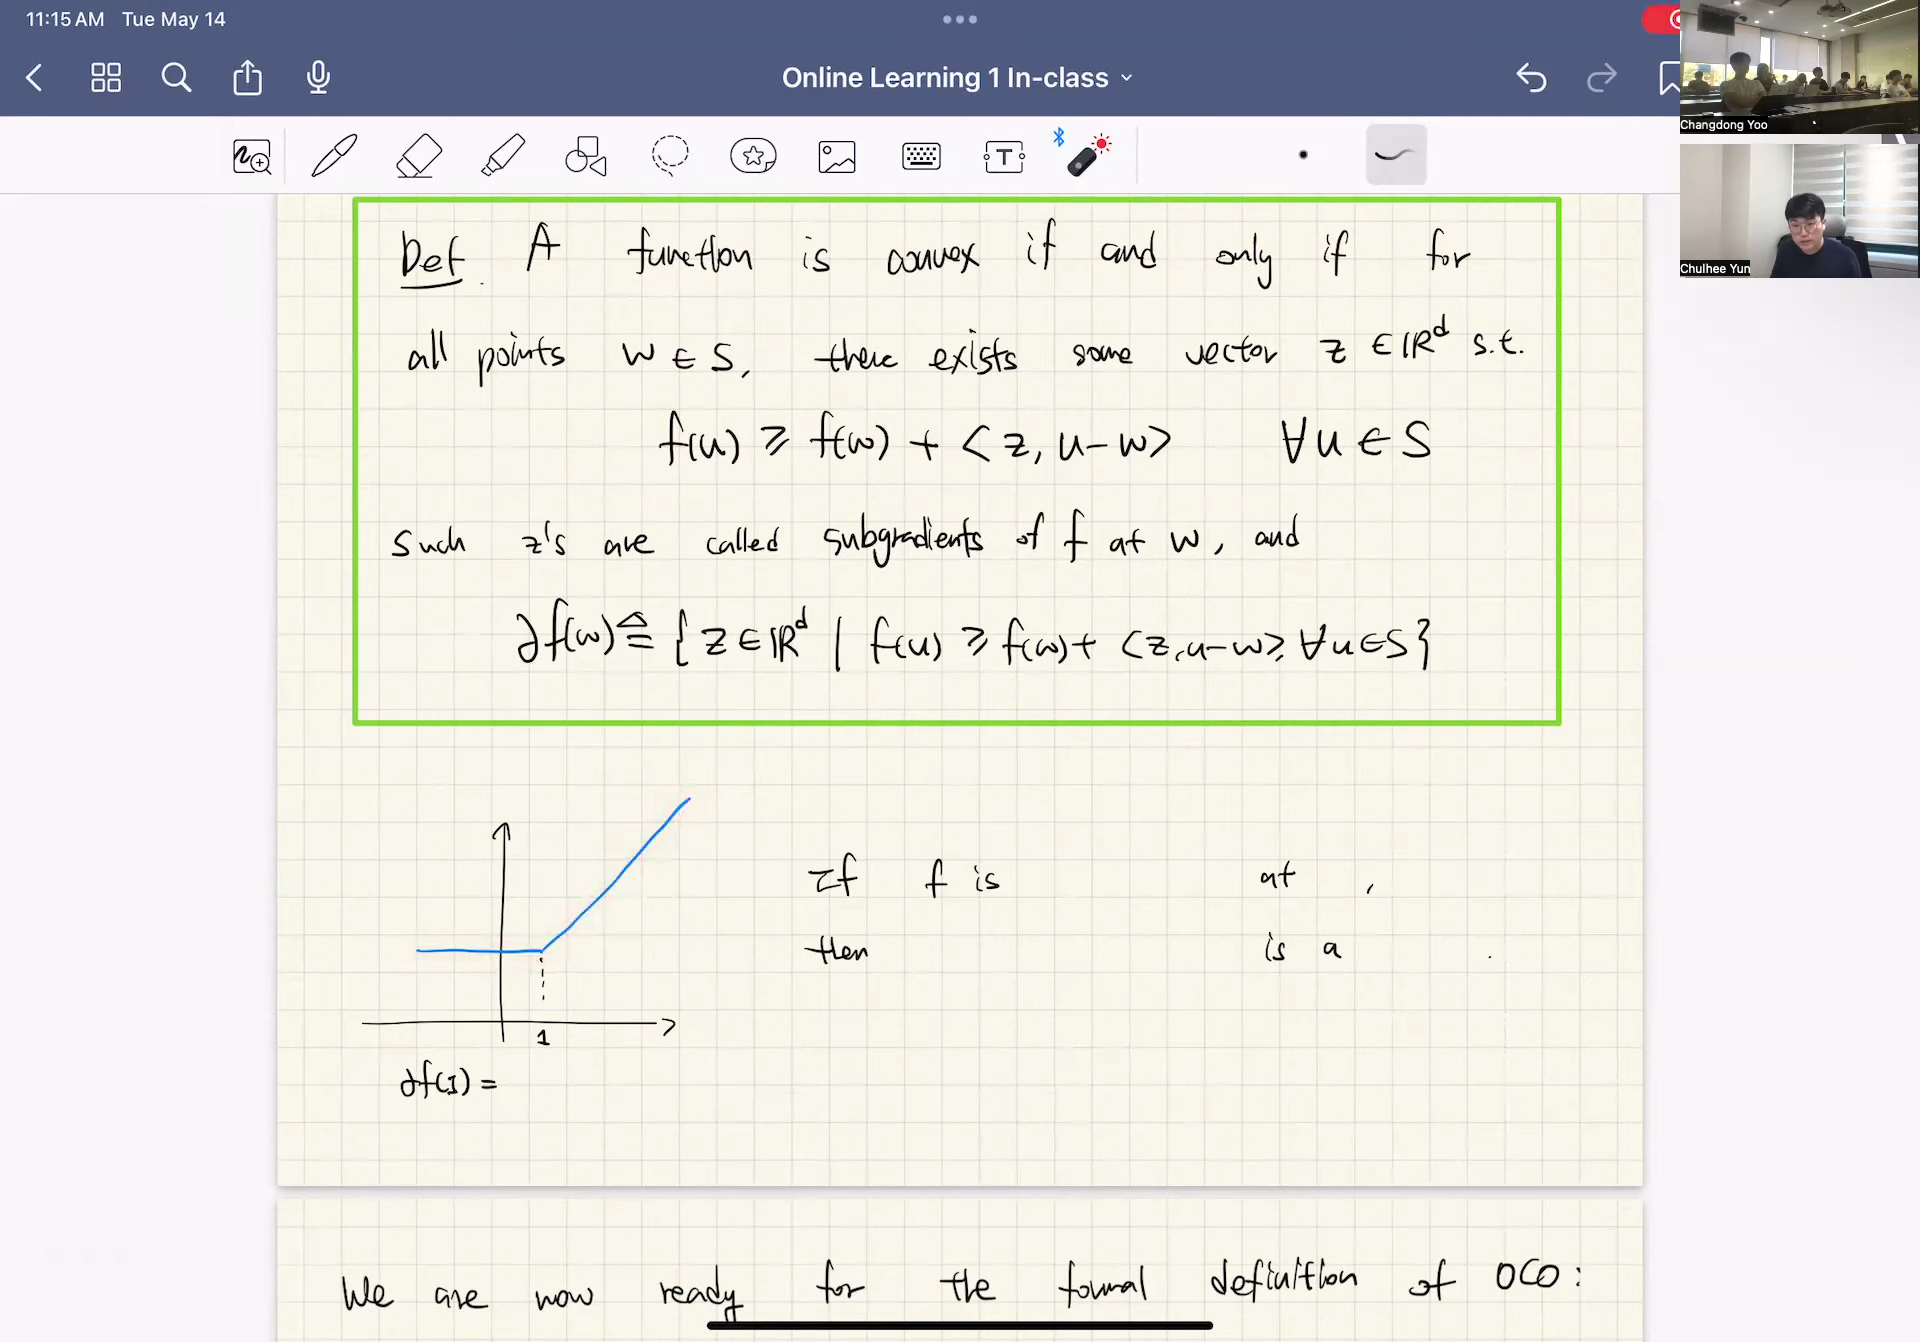 11:15 AM Tue May 14
Online Learning 1 In-class
Changdong Yoo
Chulhee Yun
Def. A function is convex if and only if for
all points w ∈ S, there exists some vector z ∈ ℝᵈ s.t.
f(u) ≥ f(w) + ⟨z, u-w⟩ ∀u ∈ S
Such z's are called subgradients of f at w, and
∂f(w) ≜ {z ∈ ℝᵈ | f(u) ≥ f(w) + ⟨z, u-w⟩, ∀u∈S}
If f is at ,
then is a .
1
∂f(1) =
We are now ready for the formal definition of OCO: